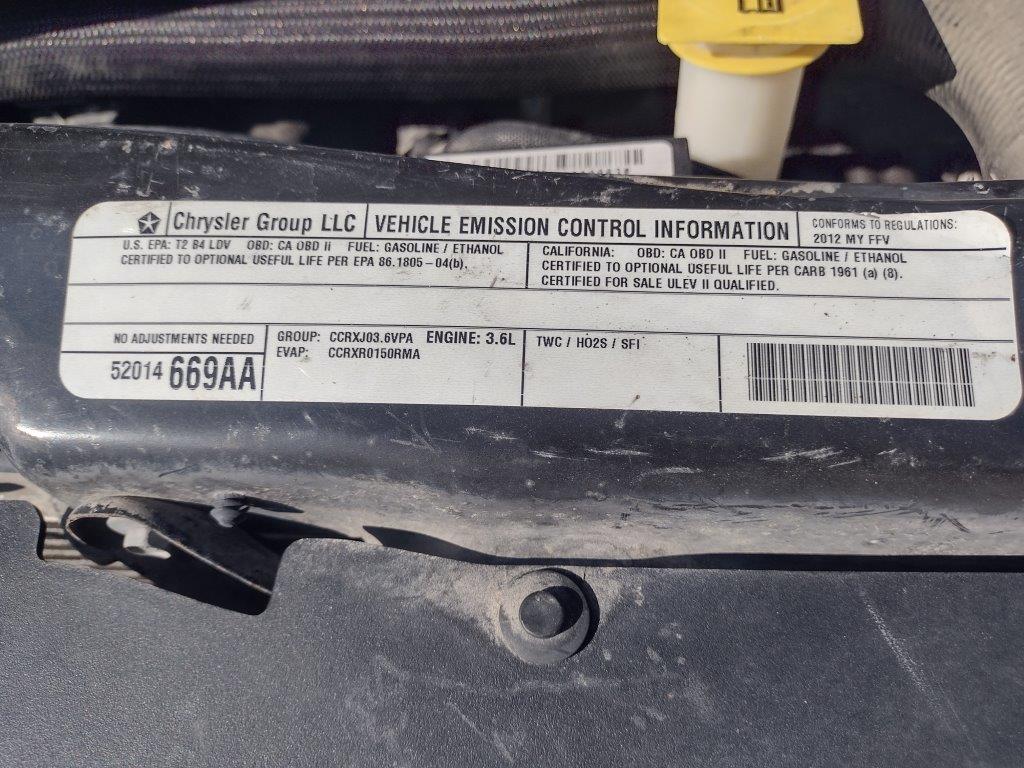 Chrysler Group LLC
VEHICLE EMISSION CONTROL INFORMATION
CONFORMS TO REGULATIONS:
2012 MY FFV
U.S. EPA: T2 B4 LDV OBD: CA OBD II FUEL: GASOLINE / ETHANOL
CERTIFIED TO OPTIONAL USEFUL LIFE PER EPA 86.1805-04(b).
CALIFORNIA: OBD: CA OBD II FUEL: GASOLINE / ETHANOL
CERTIFIED TO OPTIONAL USEFUL LIFE PER CARB 1961 (a) (8).
CERTIFIED FOR SALE ULEV II QUALIFIED.
NO ADJUSTMENTS NEEDED
52014 669AA
GROUP: CCRXJ03.6VPA ENGINE: 3.6L
EVAP: CCRXR0150RMA
TWC / HO2S / SFI